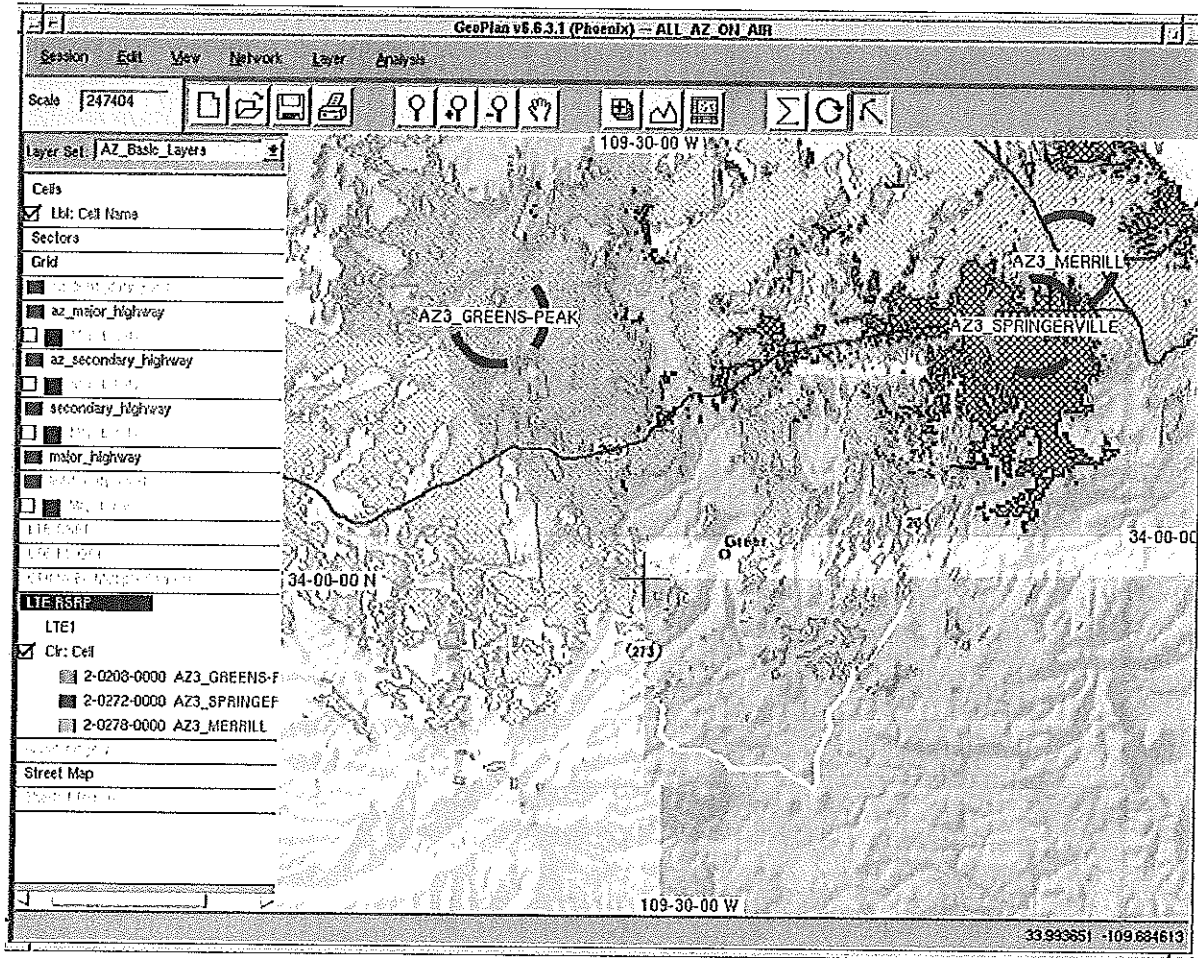 GeoPlan v6.6.3.1 (Phoenix) — ALL_AZ_ON_AIR
Session Edit View Network Layer Analysis
Scale 247404
Layer Set: AZ_Basic_Layers
109-30-00 W
Cells
Lbl: Cell Name
Sectors
Grid
az_major_highway
az_secondary_highway
secondary_highway
major_highway
AZ3_GREENS-PEAK
AZ3_MERRILL
AZ3_SPRINGERVILLE
Greer
34-00-00
34-00-00 N
273
LTE RSRP
LTE1
Clr: Cell
2-0208-0000 AZ3_GREENS-P
2-0272-0000 AZ3_SPRINGER
2-0278-0000 AZ3_MERRILL
Street Map
109-30-00 W
33.993651 -109.684613